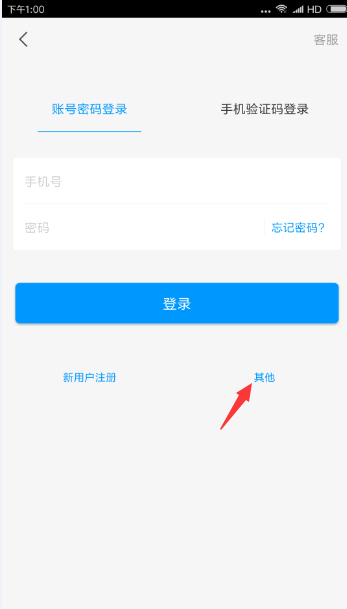 下午1:00 HD
客服
账号密码登录 手机验证码登录
手机号
密码 忘记密码?
登录
新用户注册 其他